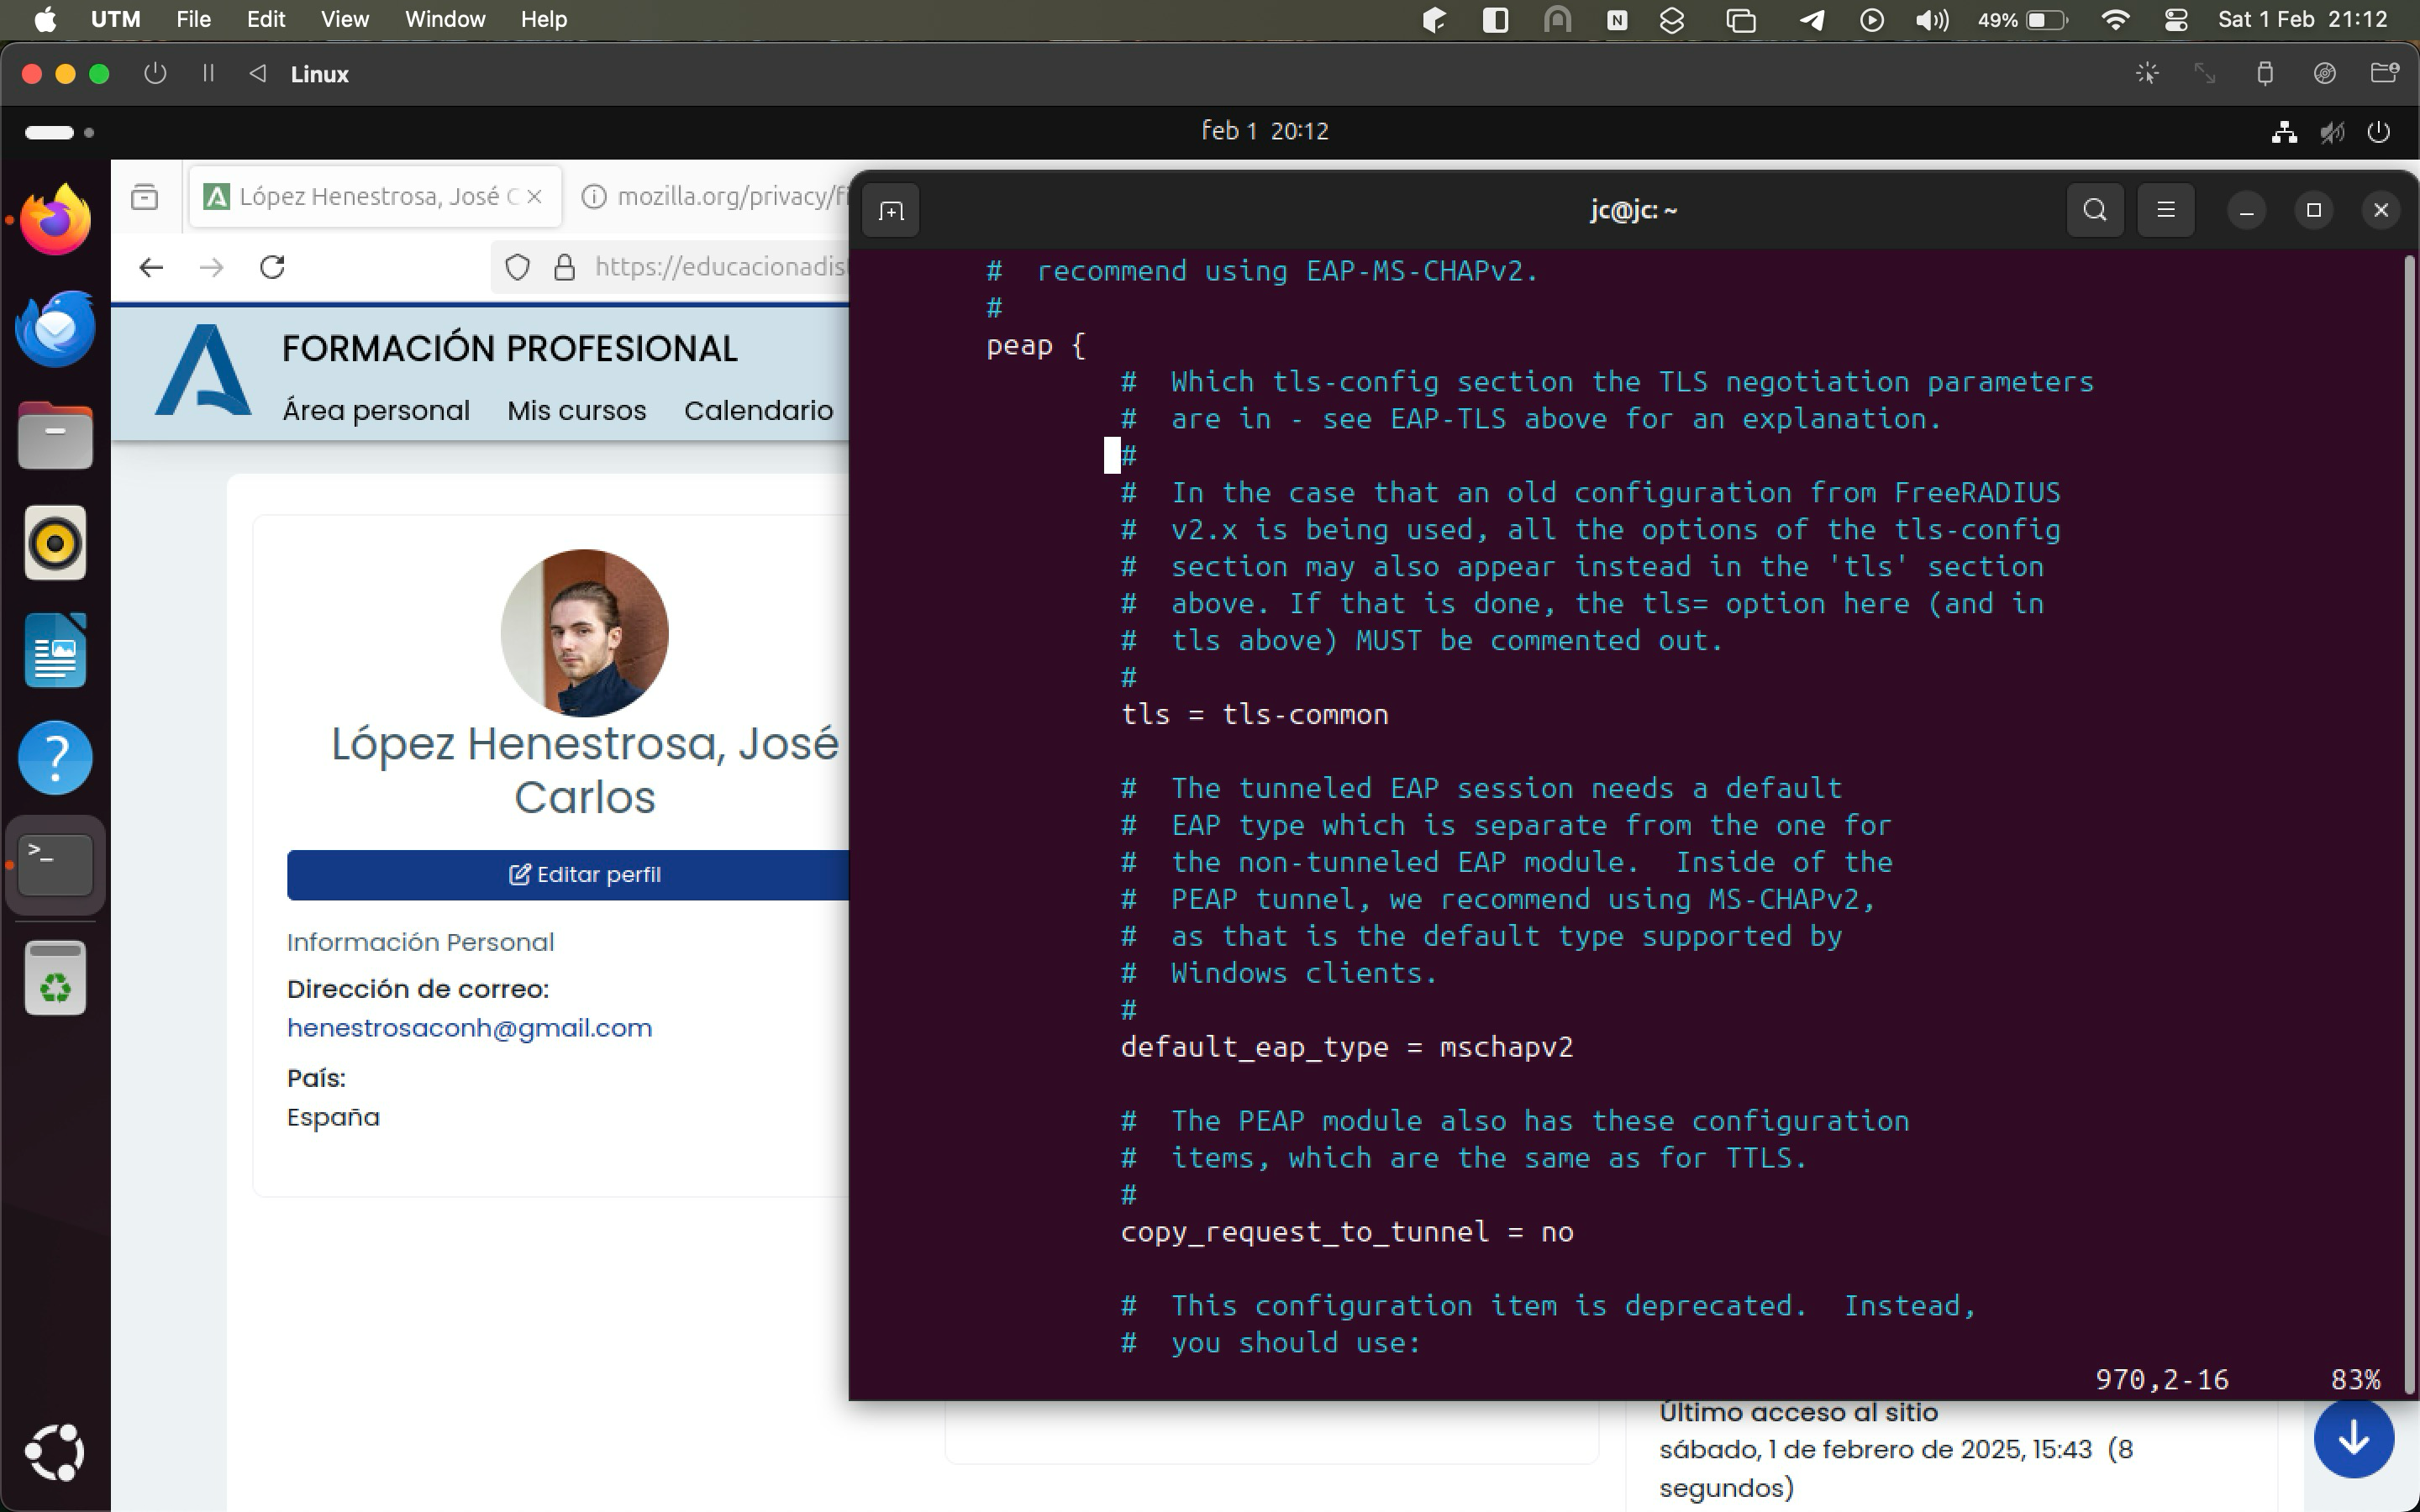 UTM File Edit View Window Help 49% Sat 1 Feb 21:12
Linux
feb 1 20:12
López Henestrosa, José C
mozilla.org/privacy/fi
https://educacionadist
FORMACIÓN PROFESIONAL
Área personal Mis cursos Calendario
López Henestrosa, José
Carlos
Editar perfil
Información Personal
Dirección de correo:
henestrosaconh@gmail.com
País:
España
jc@jc: ~
# recommend using EAP-MS-CHAPv2.
#
peap {
# Which tls-config section the TLS negotiation parameters
# are in - see EAP-TLS above for an explanation.
#
# In the case that an old configuration from FreeRADIUS
# v2.x is being used, all the options of the tls-config
# section may also appear instead in the 'tls' section
# above. If that is done, the tls= option here (and in
# tls above) MUST be commented out.
#
tls = tls-common
# The tunneled EAP session needs a default
# EAP type which is separate from the one for
# the non-tunneled EAP module.  Inside of the
# PEAP tunnel, we recommend using MS-CHAPv2,
# as that is the default type supported by
# Windows clients.
#
default_eap_type = mschapv2
# The PEAP module also has these configuration
# items, which are the same as for TTLS.
#
copy_request_to_tunnel = no
# This configuration item is deprecated.  Instead,
# you should use:
970,2-16 83%
Último acceso al sitio
sábado, 1 de febrero de 2025, 15:43 (8
segundos)